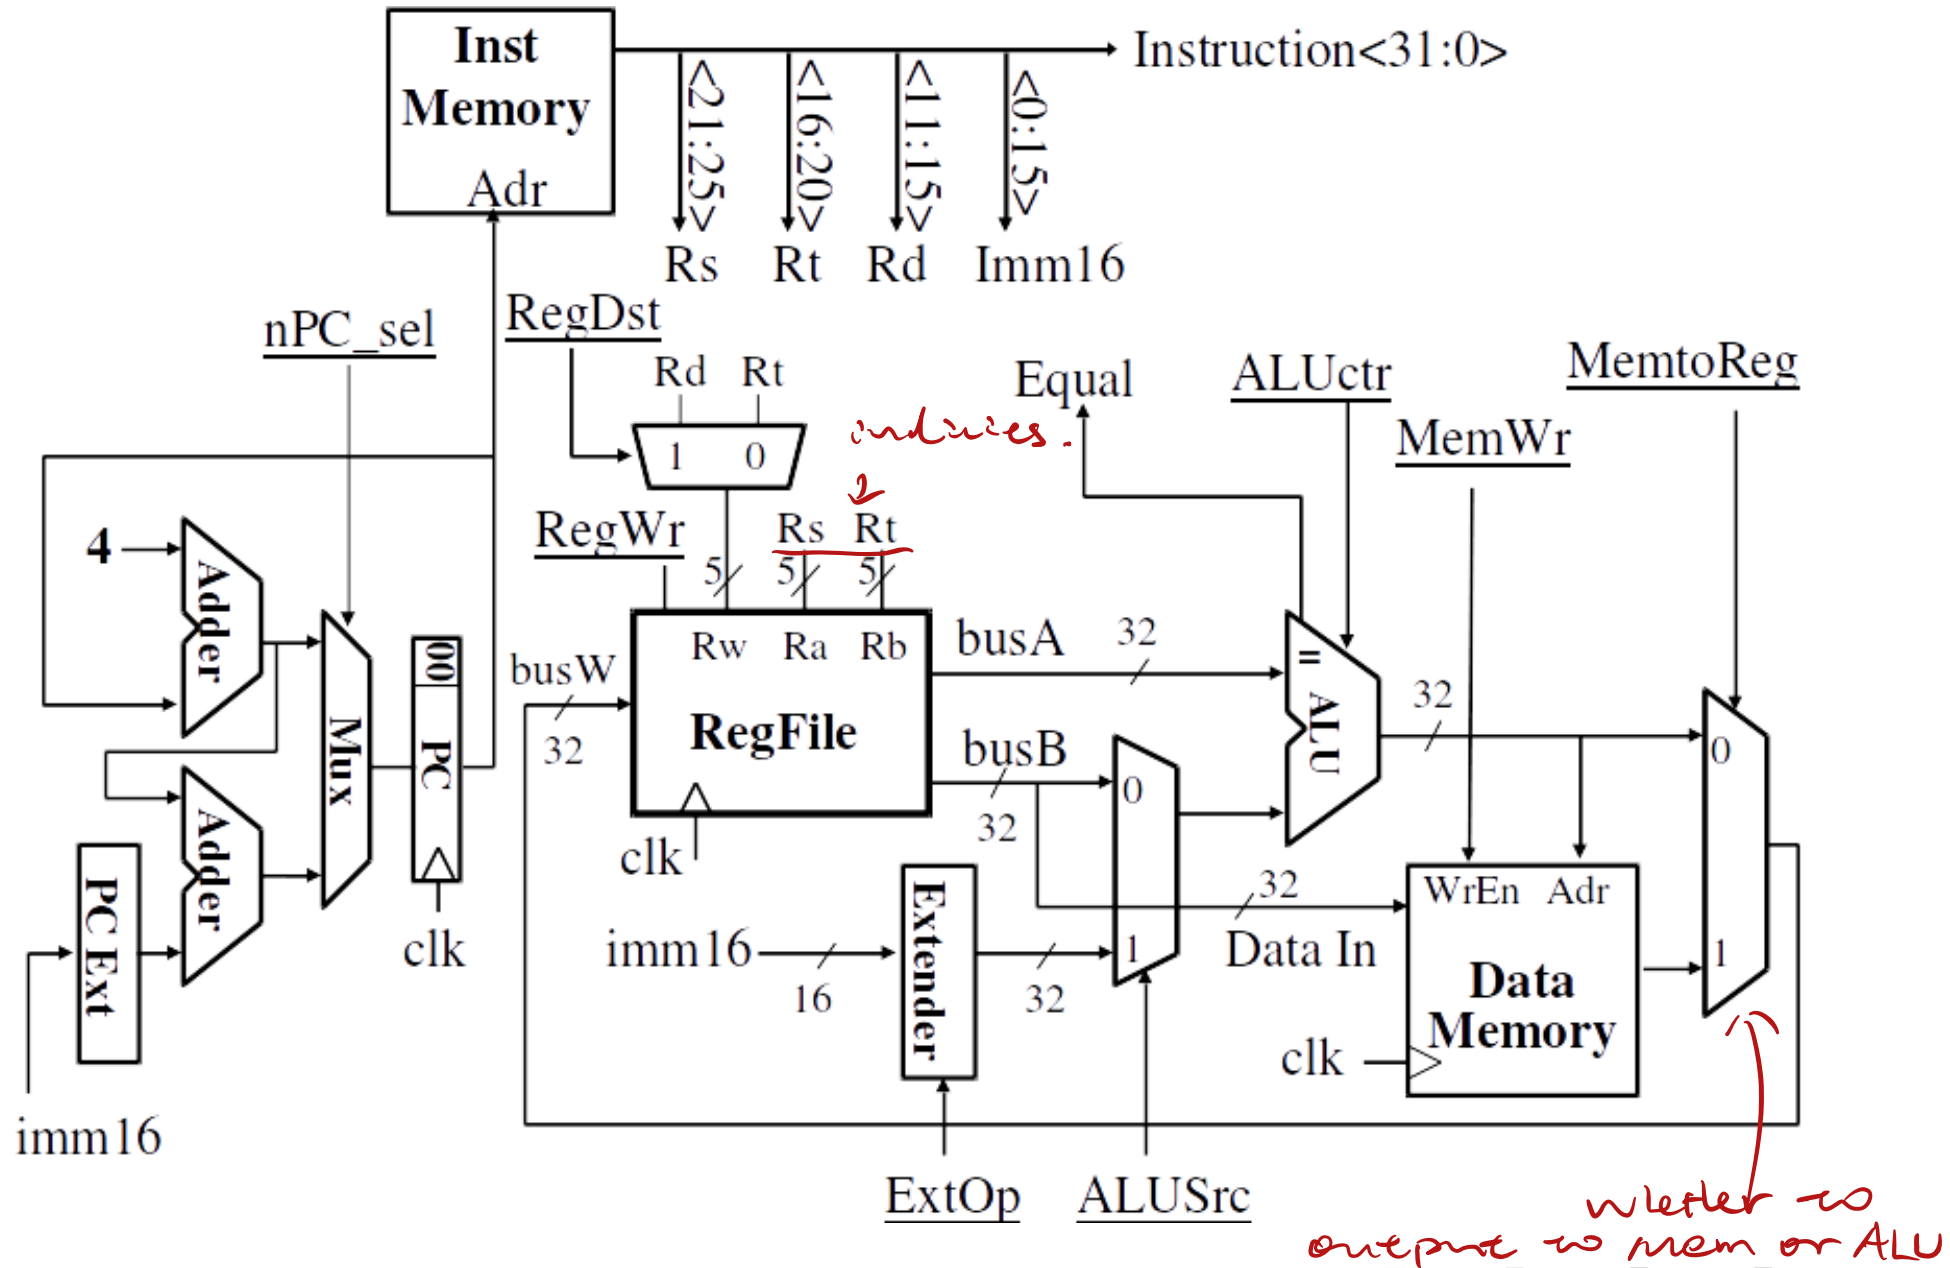 Inst
Memory
Adr
Instruction<31:0>
<21:25>
<16:20>
<11:15>
<0:15>
Rs
Rt
Rd
Imm16
nPC_sel
RegDst
Rd
Rt
1
0
indicies.
Equal
ALUctr
MemtoReg
MemWr
RegWr
Rs
Rt
5
5
5
4
Adder
Adder
Mux
00
PC
clk
PC Ext
imm16
busW
32
Rw
Ra
Rb
RegFile
clk
busA
32
busB
32
0
1
=
ALU
32
imm16
16
Extender
32
32
Data In
WrEn
Adr
Data
Memory
clk
0
1
ExtOp
ALUSrc
whether to
output to mem or ALU